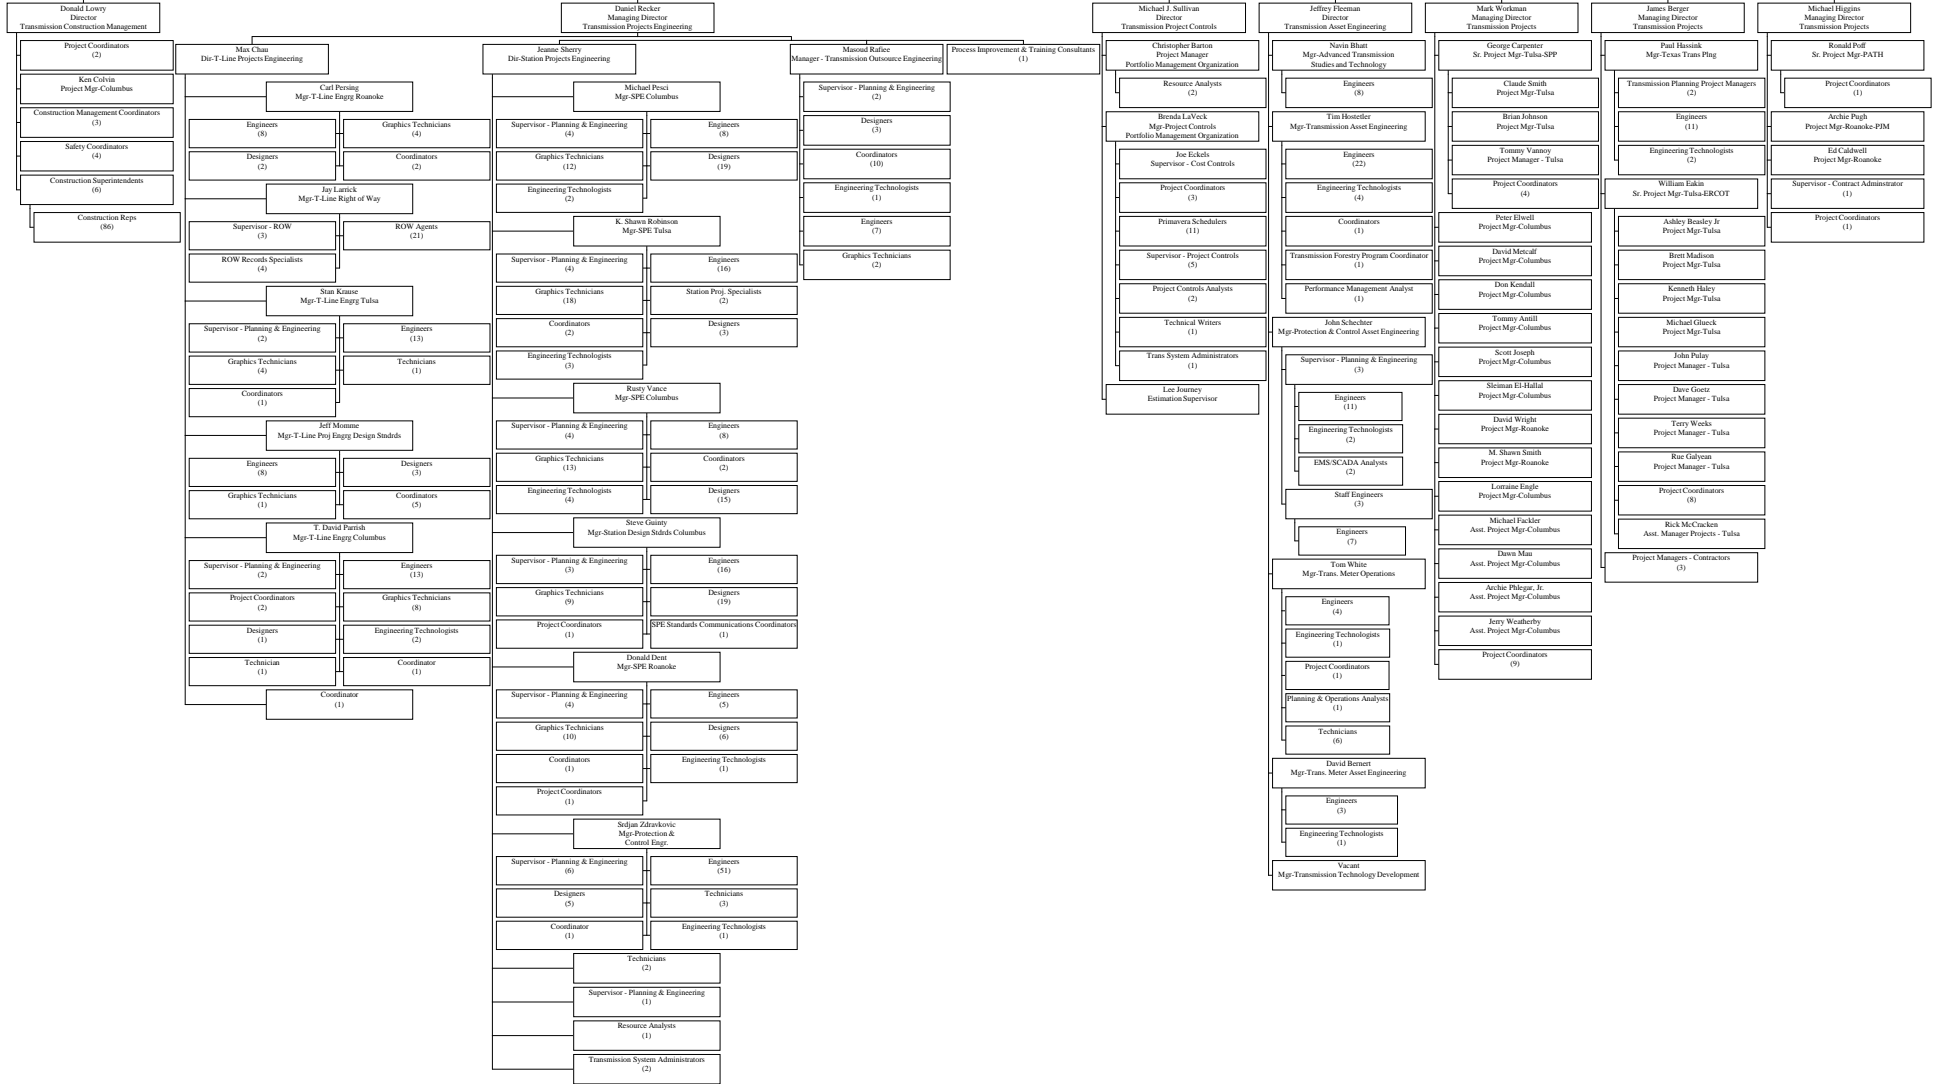 Donald Lowry
Director
Transmission Construction Management
Project Coordinators
(2)
Ken Colvin
Project Mgr-Columbus
Construction Management Coordinators
(3)
Safety Coordinators
(4)
Construction Superintendents
(6)
Construction Reps
(86)
Daniel Recker
Managing Director
Transmission Projects Engineering
Max Chau
Dir-T-Line Projects Engineering
Carl Persing
Mgr-T-Line Engrg Roanoke
Engineers
(8)
Graphics Technicians
(4)
Designers
(2)
Coordinators
(2)
Jay Larrick
Mgr-T-Line Right of Way
Supervisor - ROW
(3)
ROW Agents
(21)
ROW Records Specialists
(4)
Stan Krause
Mgr-T-Line Engrg Tulsa
Supervisor - Planning & Engineering
(2)
Engineers
(13)
Graphics Technicians
(4)
Technicians
(1)
Coordinators
(1)
Jeff Momme
Mgr-T-Line Proj Engrg Design Stndrds
Engineers
(8)
Designers
(3)
Graphics Technicians
(1)
Coordinators
(5)
T. David Parrish
Mgr-T-Line Engrg Columbus
Supervisor - Planning & Engineering
(2)
Engineers
(13)
Project Coordinators
(2)
Graphics Technicians
(8)
Designers
(1)
Engineering Technologists
(2)
Technician
(1)
Coordinator
(1)
Coordinator
(1)
Jeanne Sherry
Dir-Station Projects Engineering
Michael Pesci
Mgr-SPE Columbus
Supervisor - Planning & Engineering
(4)
Engineers
(8)
Graphics Technicians
(12)
Designers
(19)
Engineering Technologists
(2)
K. Shawn Robinson
Mgr-SPE Tulsa
Supervisor - Planning & Engineering
(4)
Engineers
(16)
Graphics Technicians
(18)
Station Proj. Specialists
(2)
Coordinators
(2)
Designers
(3)
Engineering Technologists
(3)
Rusty Vance
Mgr-SPE Columbus
Supervisor - Planning & Engineering
(4)
Engineers
(8)
Graphics Technicians
(13)
Coordinators
(2)
Engineering Technologists
(4)
Designers
(15)
Steve Guinty
Mgr-Station Design Stdrds Columbus
Supervisor - Planning & Engineering
(3)
Engineers
(16)
Graphics Technicians
(9)
Designers
(19)
Project Coordinators
(1)
SPE Standards Communications Coordinators
(1)
Donald Dent
Mgr-SPE Roanoke
Supervisor - Planning & Engineering
(4)
Engineers
(5)
Graphics Technicians
(10)
Designers
(6)
Coordinators
(1)
Engineering Technologists
(1)
Project Coordinators
(1)
Srdjan Zdravkovic
Mgr-Protection &
Control Engr.
Supervisor - Planning & Engineering
(6)
Engineers
(51)
Designers
(5)
Technicians
(3)
Coordinator
(1)
Engineering Technologists
(1)
Technicians
(2)
Supervisor - Planning & Engineering
(1)
Resource Analysts
(1)
Transmission System Administrators
(2)
Masoud Rafiee
Manager - Transmission Outsource Engineering
Supervisor - Planning & Engineering
(2)
Designers
(3)
Coordinators
(10)
Engineering Technologists
(1)
Engineers
(7)
Graphics Technicians
(2)
Process Improvement & Training Consultants
(1)
Michael J. Sullivan
Director
Transmission Project Controls
Christopher Barton
Project Manager
Portfolio Management Organization
Resource Analysts
(2)
Brenda LaVeck
Mgr-Project Controls
Portfolio Management Organization
Joe Eckels
Supervisor - Cost Controls
Project Coordinators
(3)
Primavera Schedulers
(11)
Supervisor - Project Controls
(5)
Project Controls Analysts
(2)
Technical Writers
(1)
Trans System Administrators
(1)
Lee Journey
Estimation Supervisor
Jeffrey Fleeman
Director
Transmission Asset Engineering
Navin Bhatt
Mgr-Advanced Transmission
Studies and Technology
Engineers
(8)
Tim Hostetler
Mgr-Transmission Asset Engineering
Engineers
(22)
Engineering Technologists
(4)
Coordinators
(1)
Transmission Forestry Program Coordinator
(1)
Performance Management Analyst
(1)
John Schechter
Mgr-Protection & Control Asset Engineering
Supervisor - Planning & Engineering
(3)
Engineers
(11)
Engineering Technologists
(2)
EMS/SCADA Analysts
(2)
Staff Engineers
(3)
Engineers
(7)
Tom White
Mgr-Trans. Meter Operations
Engineers
(4)
Engineering Technologists
(1)
Project Coordinators
(1)
Planning & Operations Analysts
(1)
Technicians
(6)
David Bernert
Mgr-Trans. Meter Asset Engineering
Engineers
(3)
Engineering Technologists
(1)
Vacant
Mgr-Transmission Technology Development
Mark Workman
Managing Director
Transmission Projects
George Carpenter
Sr. Project Mgr-Tulsa-SPP
Claude Smith
Project Mgr-Tulsa
Brian Johnson
Project Mgr-Tulsa
Tommy Vannoy
Project Manager - Tulsa
Project Coordinators
(4)
Peter Elwell
Project Mgr-Columbus
David Metcalf
Project Mgr-Columbus
Don Kendall
Project Mgr-Columbus
Tommy Antill
Project Mgr-Columbus
Scott Joseph
Project Mgr-Columbus
Sleiman El-Hallal
Project Mgr-Columbus
David Wright
Project Mgr-Roanoke
M. Shawn Smith
Project Mgr-Roanoke
Lorraine Engle
Project Mgr-Columbus
Michael Fackler
Asst. Project Mgr-Columbus
Dawn Mau
Asst. Project Mgr-Columbus
Archie Phlegar, Jr.
Asst. Project Mgr-Columbus
Jerry Weatherby
Asst. Project Mgr-Columbus
Project Coordinators
(9)
James Berger
Managing Director
Transmission Projects
Paul Hassink
Mgr-Texas Trans Plng
Transmission Planning Project Managers
(2)
Engineers
(11)
Engineering Technologists
(2)
William Eakin
Sr. Project Mgr-Tulsa-ERCOT
Ashley Beasley Jr
Project Mgr-Tulsa
Brett Madison
Project Mgr-Tulsa
Kenneth Haley
Project Mgr-Tulsa
Michael Glueck
Project Mgr-Tulsa
John Pulay
Project Manager - Tulsa
Dave Goetz
Project Manager - Tulsa
Terry Weeks
Project Manager - Tulsa
Rue Galyean
Project Manager - Tulsa
Project Coordinators
(8)
Rick McCracken
Asst. Manager Projects - Tulsa
Project Managers - Contractors
(3)
Michael Higgins
Managing Director
Transmission Projects
Ronald Poff
Sr. Project Mgr-PATH
Project Coordinators
(1)
Archie Pugh
Project Mgr-Roanoke-PJM
Ed Caldwell
Project Mgr-Roanoke
Supervisor - Contract Adminstrator
(1)
Project Coordinators
(1)